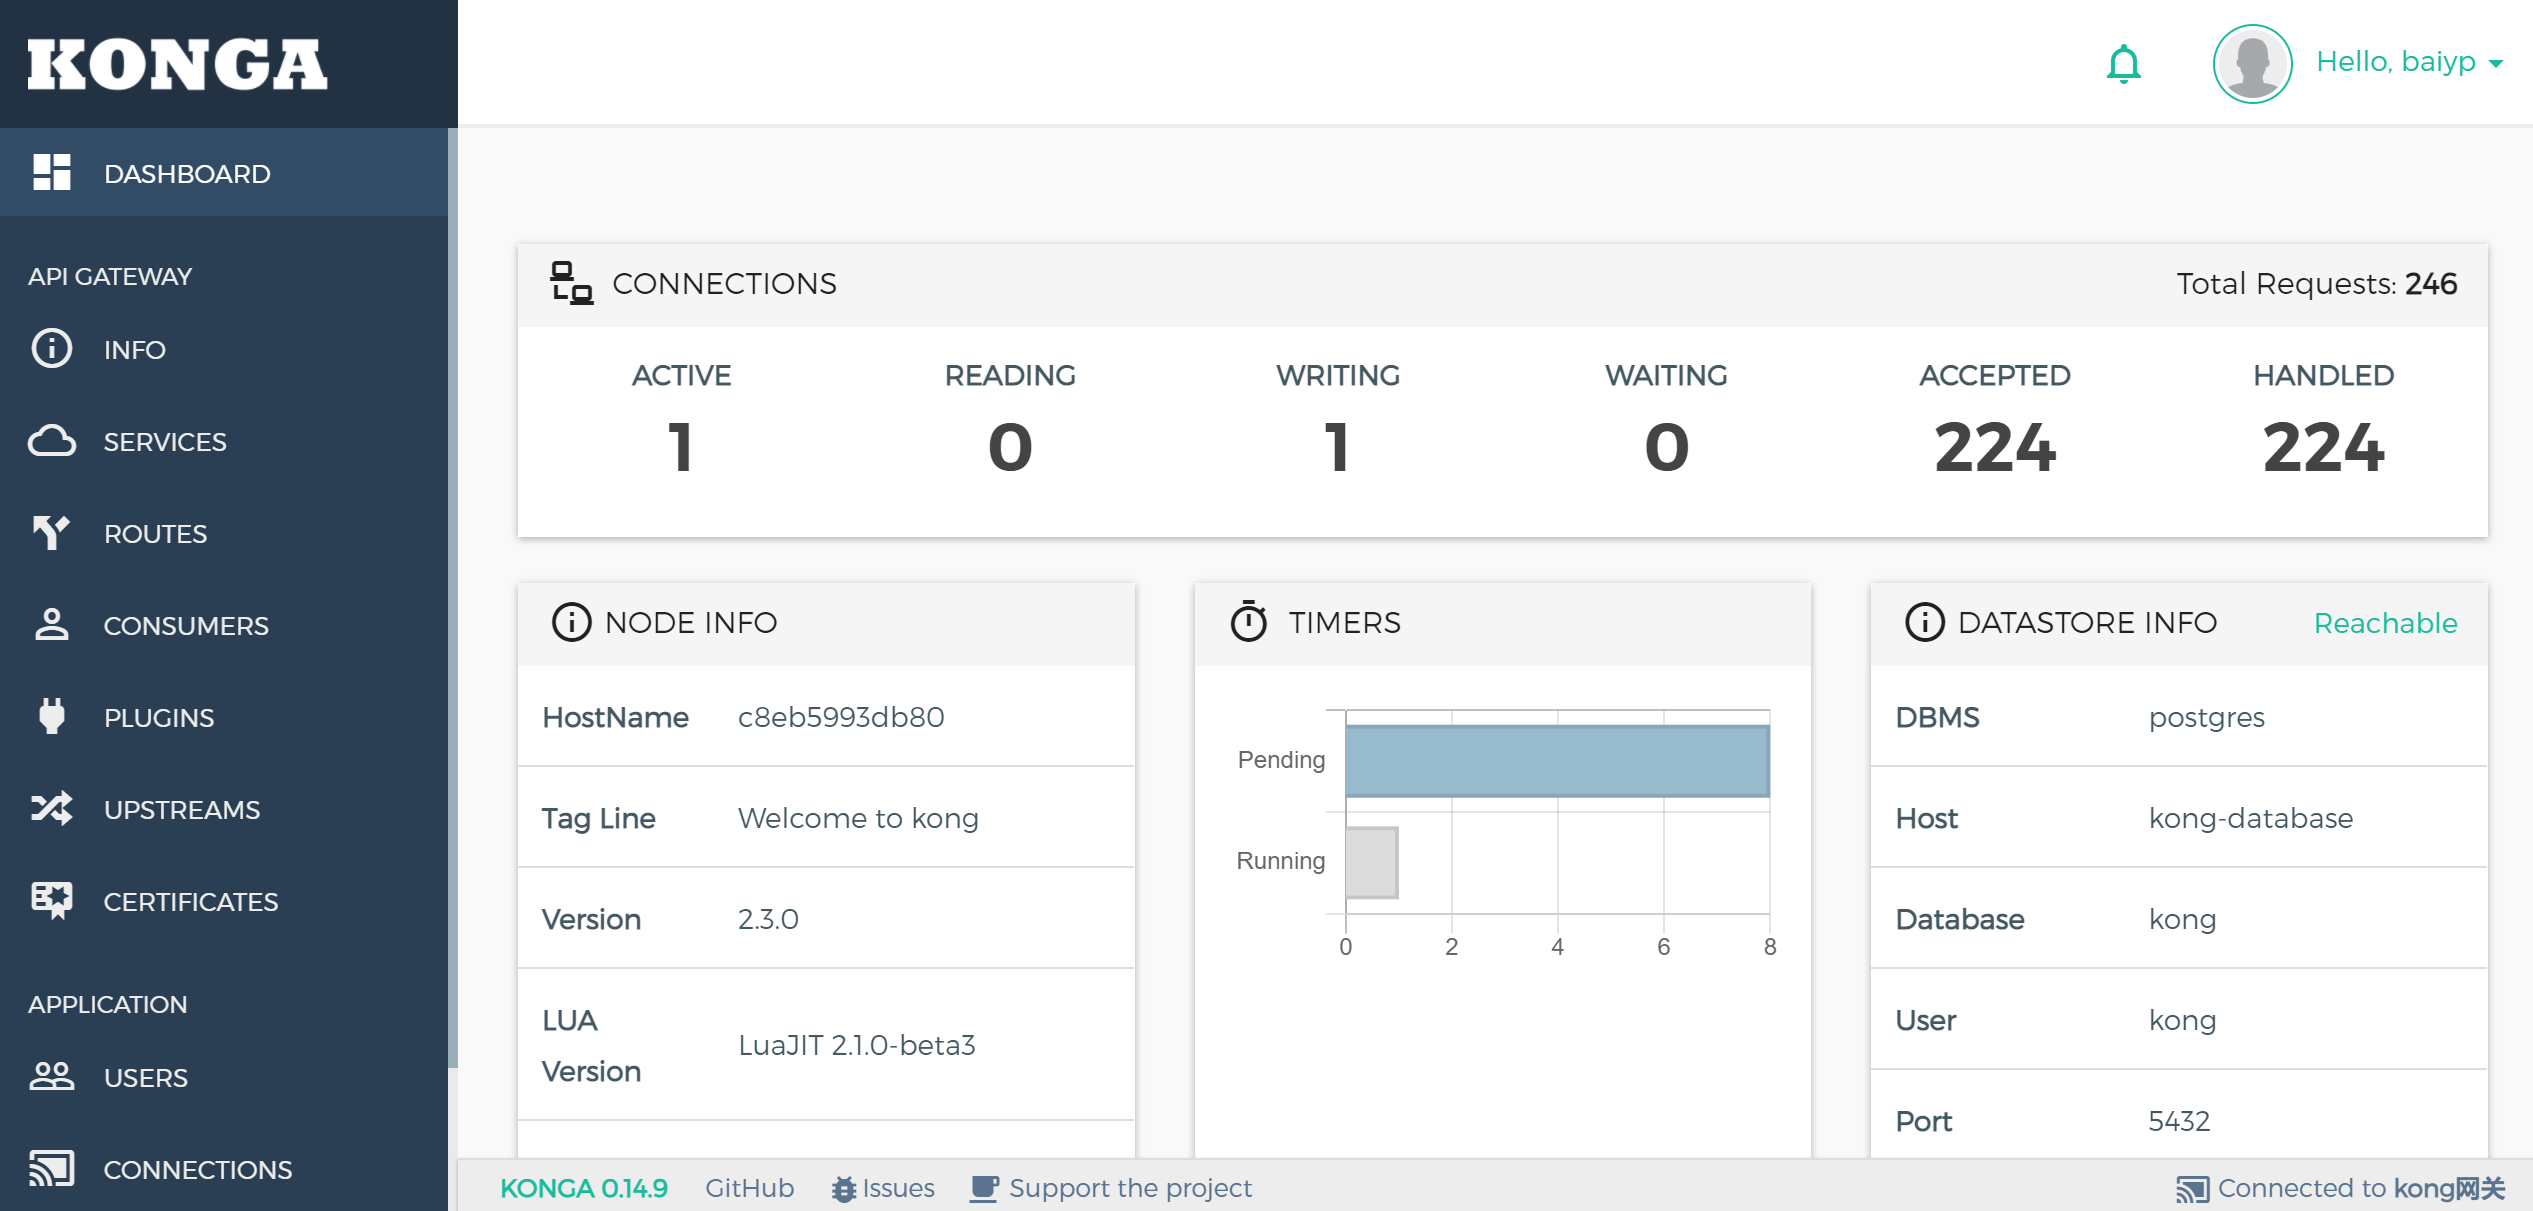 KONGA
Hello, baiyp
DASHBOARD
API GATEWAY
INFO
SERVICES
ROUTES
CONSUMERS
PLUGINS
UPSTREAMS
CERTIFICATES
APPLICATION
USERS
CONNECTIONS
CONNECTIONS
Total Requests: 246
ACTIVE
1
READING
0
WRITING
1
WAITING
0
ACCEPTED
224
HANDLED
224
NODE INFO
HostName c8eb5993db80
Tag Line Welcome to kong
Version 2.3.0
LUA
Version
LuaJIT 2.1.0-beta3
TIMERS
Pending
Running
0 2 4 6 8
DATASTORE INFO
Reachable
DBMS postgres
Host kong-database
Database kong
User kong
Port 5432
KONGA 0.14.9 GitHub Issues Support the project
Connected to kong网关